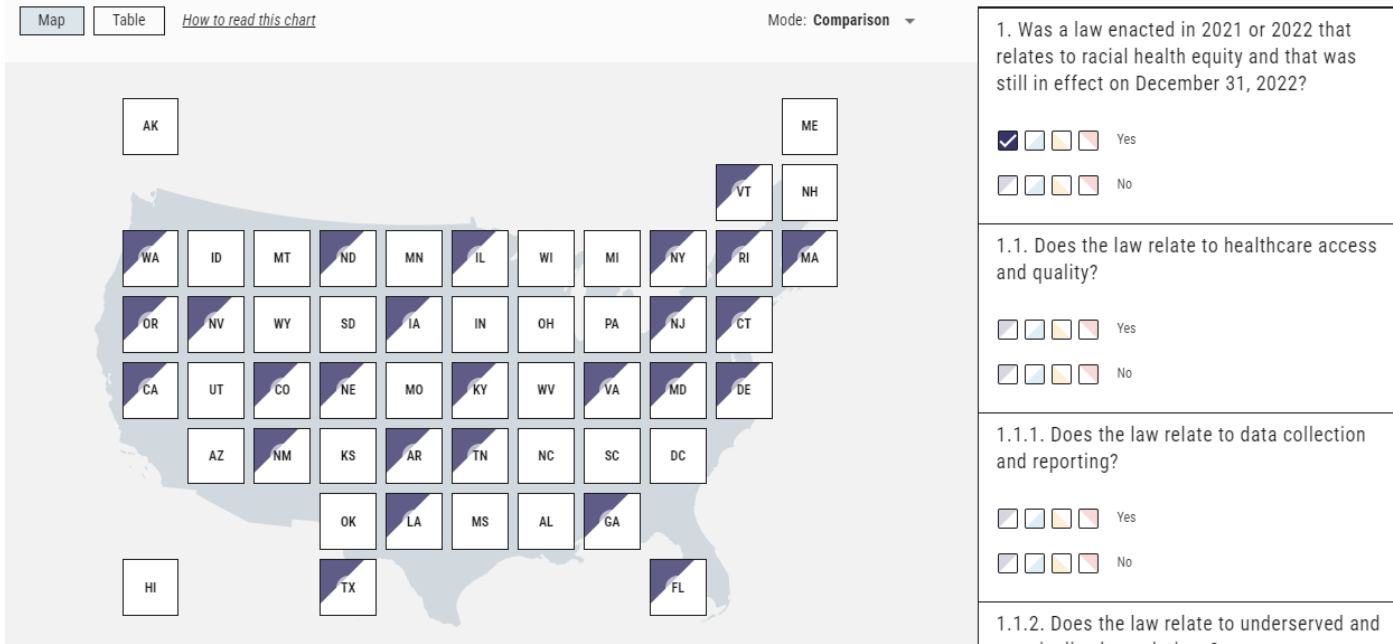 Map Table How to read this chart Mode: Comparison
AK ME
VT NH
WA ID MT ND MN IL WI MI NY RI MA
OR NV WY SD IA IN OH PA NJ CT
CA UT CO NE MO KY WV VA MD DE
AZ NM KS AR TN NC SC DC
OK LA MS AL GA
HI TX FL
1. Was a law enacted in 2021 or 2022 that
relates to racial health equity and that was
still in effect on December 31, 2022?
Yes
No
1.1. Does the law relate to healthcare access
and quality?
Yes
No
1.1.1. Does the law relate to data collection
and reporting?
Yes
No
1.1.2. Does the law relate to underserved and